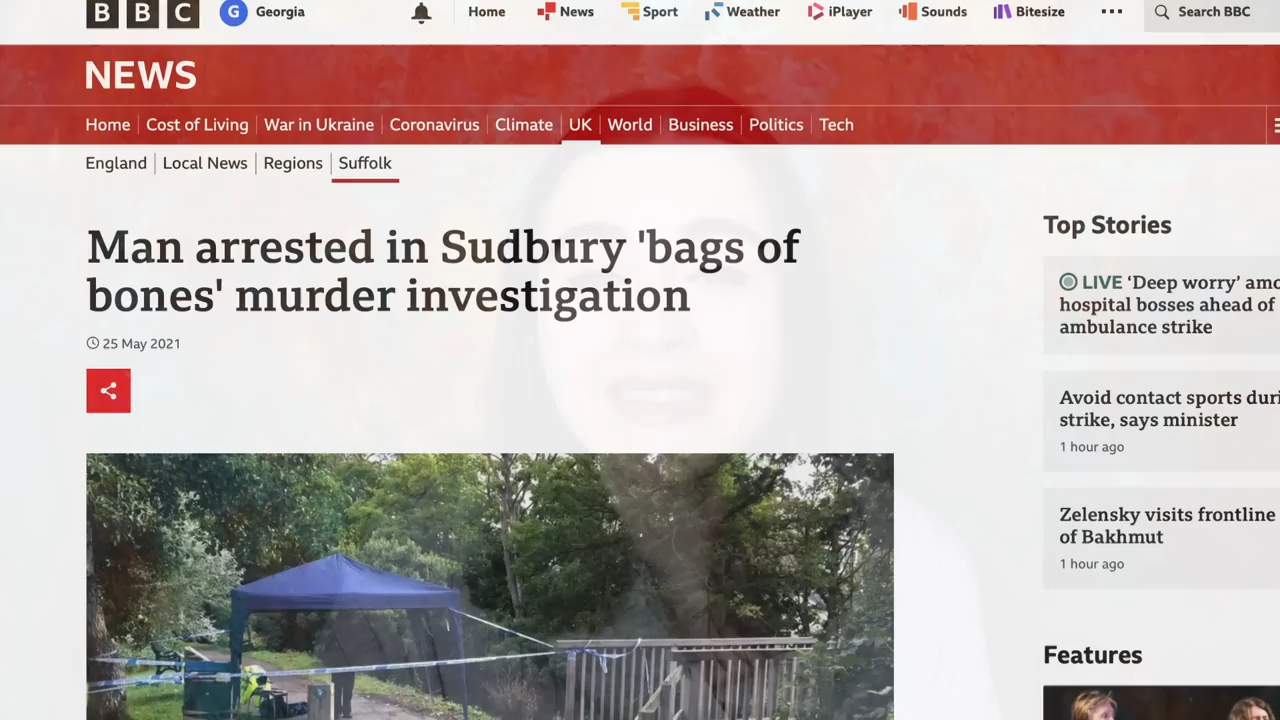 BBC G Georgia Home News Sport Weather iPlayer Sounds Bitesize ... Search BBC
NEWS
Home Cost of Living War in Ukraine Coronavirus Climate UK World Business Politics Tech
England Local News Regions Suffolk
Man arrested in Sudbury 'bags of
bones' murder investigation
25 May 2021
Top Stories
LIVE ‘Deep worry’ amo
hospital bosses ahead of
ambulance strike
Avoid contact sports duri
strike, says minister
1 hour ago
Zelensky visits frontline
of Bakhmut
1 hour ago
Features